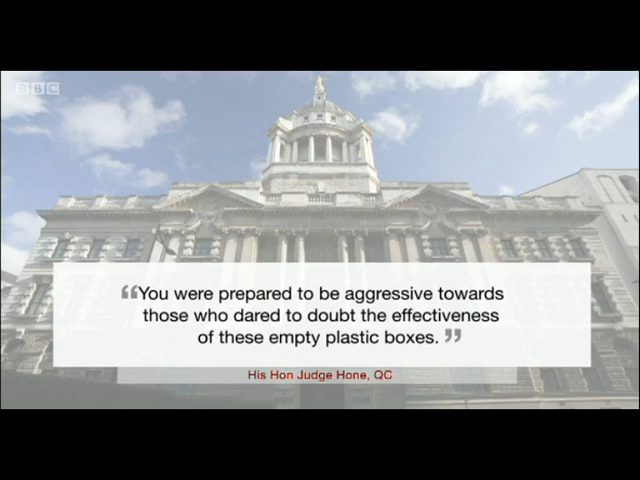 BBC
❝You were prepared to be aggressive towards
those who dared to doubt the effectiveness
of these empty plastic boxes. ❞
His Hon Judge Hone, QC